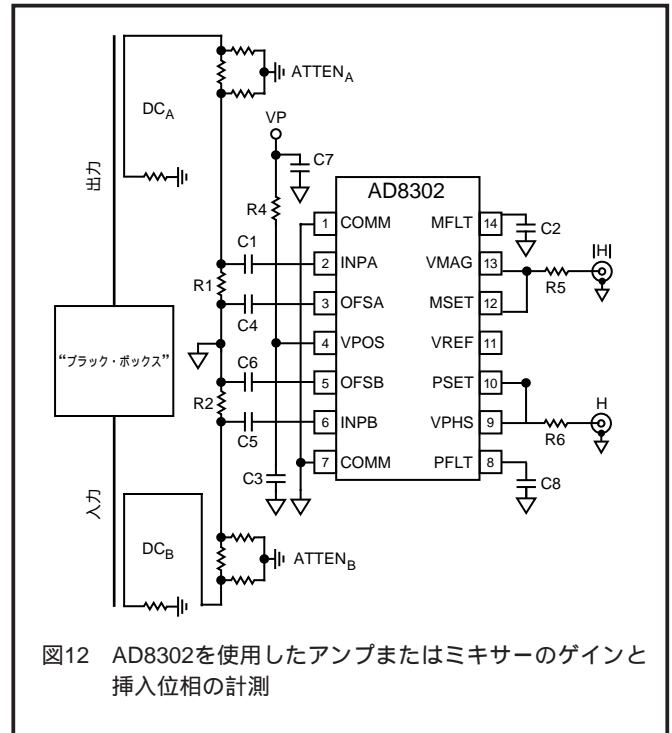 ATTENA
DCA
VP
C7
出力
R4
AD8302
1 COMM
MFLT 14
C2
C1
2 INPA
VMAG 13
|H|
R1
R5
C4
3 OFSA
MSET 12
“ブラック・ボックス”
4 VPOS
VREF 11
C6
5 OFSB
PSET 10
H
R2
6 INPB
VPHS 9
C5
R6
C3
7 COMM
PFLT 8
C8
入力
DCB
ATTENB
図12 AD8302を使用したアンプまたはミキサーのゲインと
挿入位相の計測